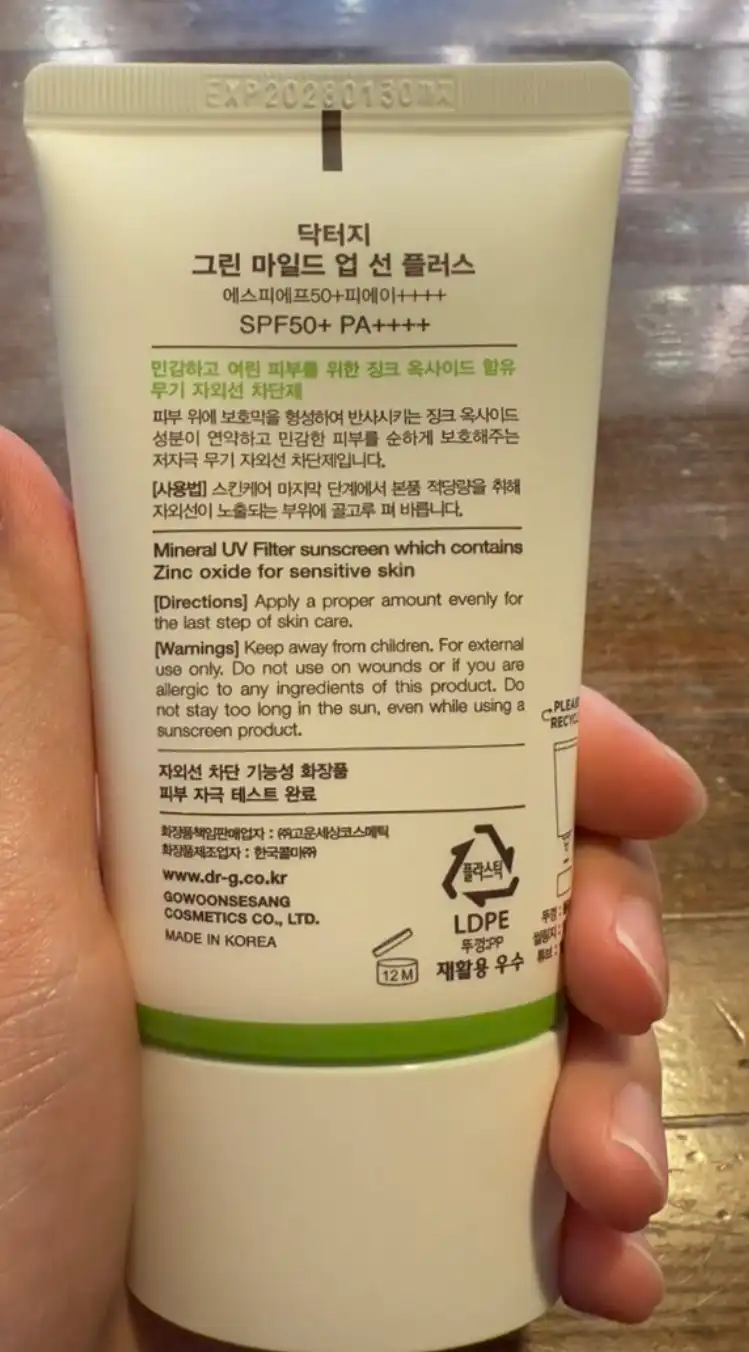 EXP20280130
닥터지
그린 마일드 업 선 플러스
에스피에프50+피에이++++
SPF50+ PA++++
민감하고 여린 피부를 위한 징크 옥사이드 함유
무기 자외선 차단제
피부 위에 보호막을 형성하여 반사시키는 징크 옥사이드
성분이 연약하고 민감한 피부를 순하게 보호해주는
저자극 무기 자외선 차단제입니다.
[사용법] 스킨케어 마지막 단계에서 본품 적당량을 취해
자외선이 노출되는 부위에 골고루 펴 바릅니다.
Mineral UV Filter sunscreen which contains
Zinc oxide for sensitive skin
[Directions] Apply a proper amount evenly for
the last step of skin care.
[Warnings] Keep away from children. For external
use only. Do not use on wounds or if you are
allergic to any ingredients of this product. Do
not stay too long in the sun, even while using a
sunscreen product.
자외선 차단 기능성 화장품
피부 자극 테스트 완료
화장품책임판매업자 : ㈜고운세상코스메틱
화장품제조업자 : 한국콜마㈜
www.dr-g.co.kr
GOWOONSESANG
COSMETICS CO., LTD.
MADE IN KOREA
12M
플라스틱
LDPE
뚜껑:PP
재활용 우수
뚜껑 :
씰링지 :
튜브 :